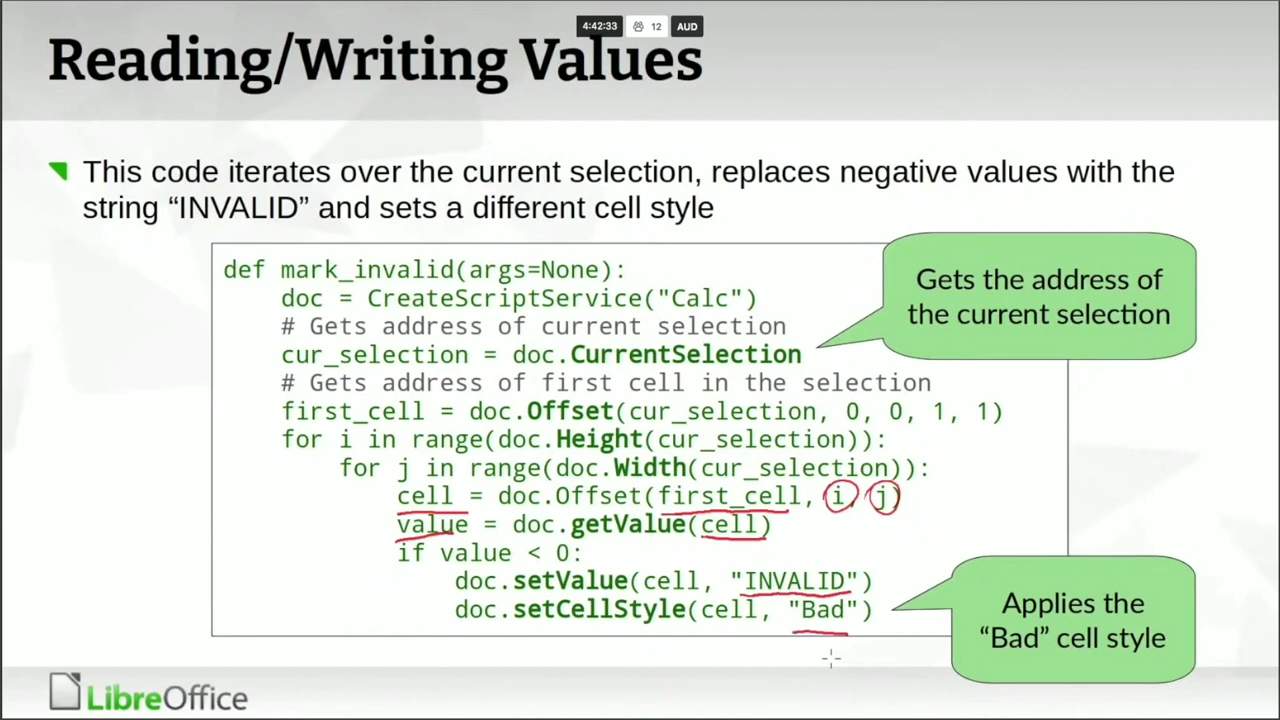 4:42:33 12 AUD
Reading/Writing Values
This code iterates over the current selection, replaces negative values with the
string “INVALID” and sets a different cell style
def mark_invalid(args=None):
    doc = CreateScriptService("Calc")
    # Gets address of current selection
    cur_selection = doc.CurrentSelection
    # Gets address of first cell in the selection
    first_cell = doc.Offset(cur_selection, 0, 0, 1, 1)
    for i in range(doc.Height(cur_selection)):
        for j in range(doc.Width(cur_selection)):
            cell = doc.Offset(first_cell, i, j)
            value = doc.getValue(cell)
            if value < 0:
                doc.setValue(cell, "INVALID")
                doc.setCellStyle(cell, "Bad")
Gets the address of
the current selection
Applies the
“Bad” cell style
LibreOffice